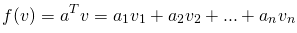 f(v) = a^T v = a_1 v_1 + a_2 v_2 + ... + a_n v_n